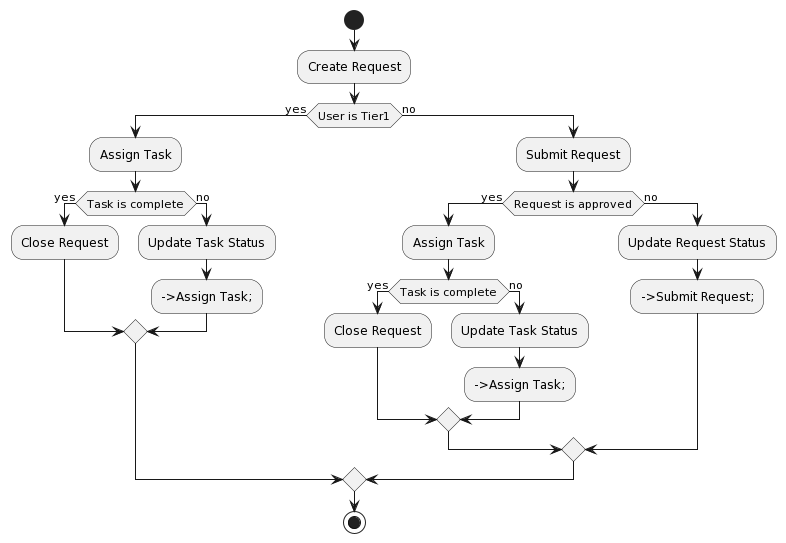 Create Request
yes
User is Tier1
no
Assign Task
Submit Request
yes
Task is complete
no
yes
Request is approved
no
Close Request
Update Task Status
Assign Task
Update Request Status
->Assign Task;
yes
Task is complete
no
->Submit Request;
Close Request
Update Task Status
->Assign Task;